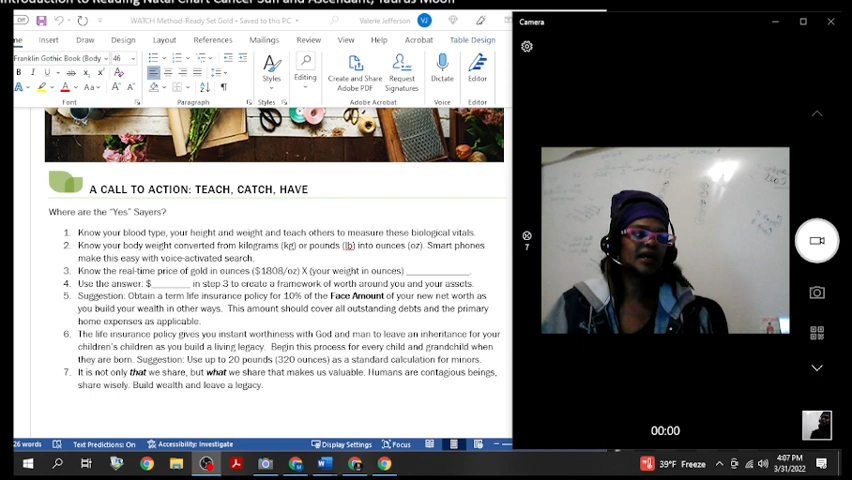 Introduction to Reading Natal Chart Cancer Sun and Ascendant, Taurus Moon
Off
WATCH Method-Ready Set Gold • Saved to this PC
Valerie Jefferson
VJ
Camera
me Insert Draw Design Layout References Mailings Review View Help Acrobat Table Design
Franklin Gothic Book (Body 46
Styles
Editing
Create and Share
Adobe PDF
Request
Signatures
Dictate
Editor
Font Paragraph Styles Adobe Acrobat Voice Editor
A CALL TO ACTION: TEACH, CATCH, HAVE
Where are the "Yes" Sayers?
1. Know your blood type, your height and weight and teach others to measure these biological vitals.
2. Know your body weight converted from kilograms (kg) or pounds (lb) into ounces (oz). Smart phones
make this easy with voice-activated search.
3. Know the real-time price of gold in ounces ($1808/oz) X (your weight in ounces) ____________.
4. Use the answer: $________ in step 3 to create a framework of worth around you and your assets.
5 Suggestion: Obtain a term life insurance policy for 10% of the Face Amount of your new net worth as
you build your wealth in other ways. This amount should cover all outstanding debts and the primary
home expenses as applicable.
6. The life insurance policy gives you instant worthiness with God and man to leave an inheritance for your
children's children as you build a living legacy. Begin this process for every child and grandchild when
they are born. Suggestion: Use up to 20 pounds (320 ounces) as a standard calculation for minors.
7. It is not only that we share, but what we share that makes us valuable. Humans are contagious beings,
share wisely. Build wealth and leave a legacy.
7
00:00
26 words Text Predictions: On Accessibility: Investigate Display Settings Focus
39°F Freeze
4:07 PM
3/31/2022